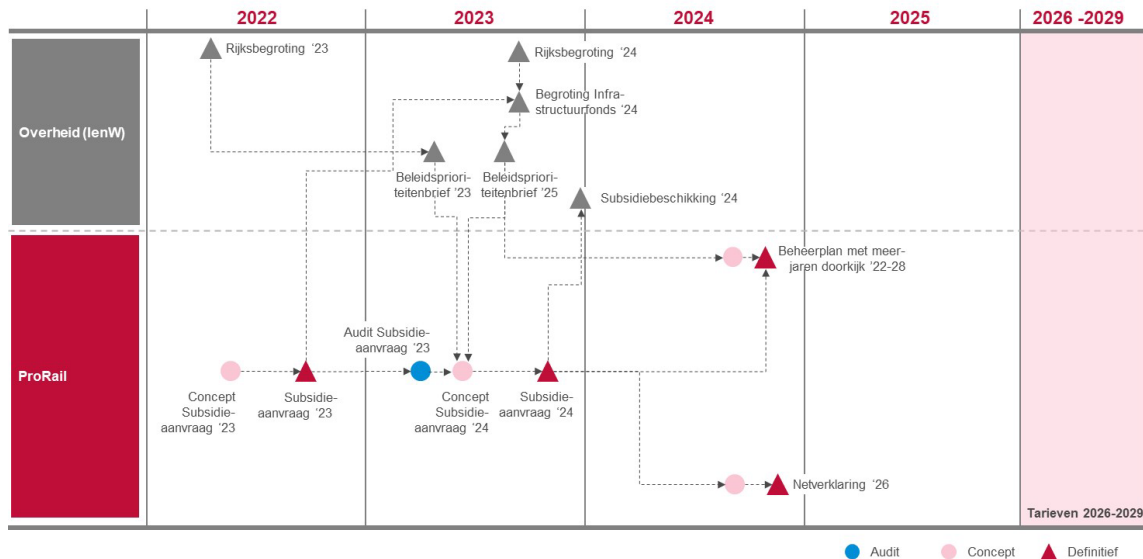 2022
2023
2024
2025
2026 -2029
Overheid (IenW)
Rijksbegroting ‘23
Rijksbegroting ‘24
Begroting Infra-
structuurfonds ‘24
Beleidspriori-
teitenbrief ‘23
Beleidspriori-
teitenbrief ‘25
Subsidiebeschikking ‘24
ProRail
Beheerplan met meer-
jaren doorkijk ‘22-28
Audit Subsidie-
aanvraag ‘23
Concept
Subsidie-
aanvraag ‘23
Subsidie-
aanvraag ‘23
Concept
Subsidie-
aanvraag ‘24
Subsidie-
aanvraag ‘24
Netverklaring ‘26
Tarieven 2026-2029
Audit
Concept
Definitief